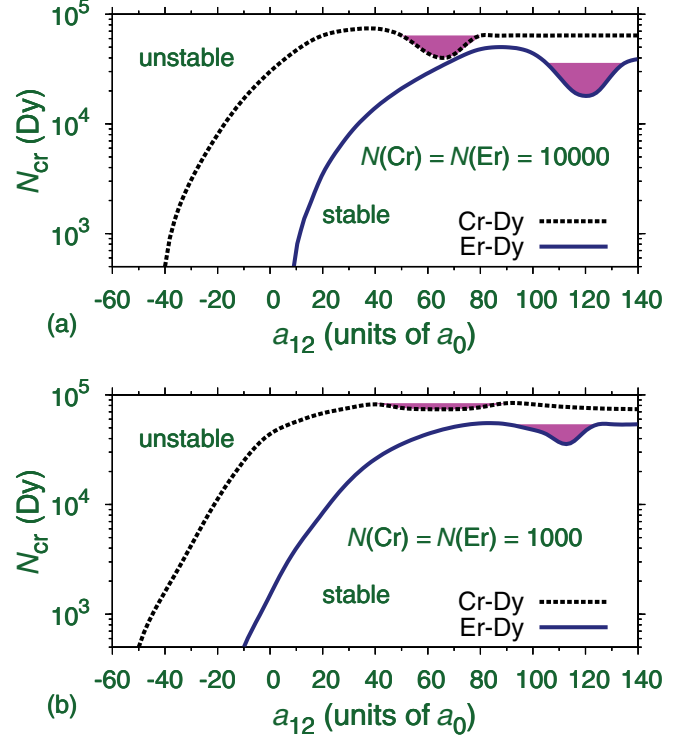 10^5
unstable
10^4
N_cr (Dy)
N(Cr) = N(Er) = 10000
stable
Cr-Dy
10^3
Er-Dy
-60 -40 -20 0 20 40 60 80 100 120 140
(a)
a_12 (units of a_0)
10^5
unstable
10^4
N_cr (Dy)
N(Cr) = N(Er) = 1000
stable
Cr-Dy
10^3
Er-Dy
-60 -40 -20 0 20 40 60 80 100 120 140
(b)
a_12 (units of a_0)